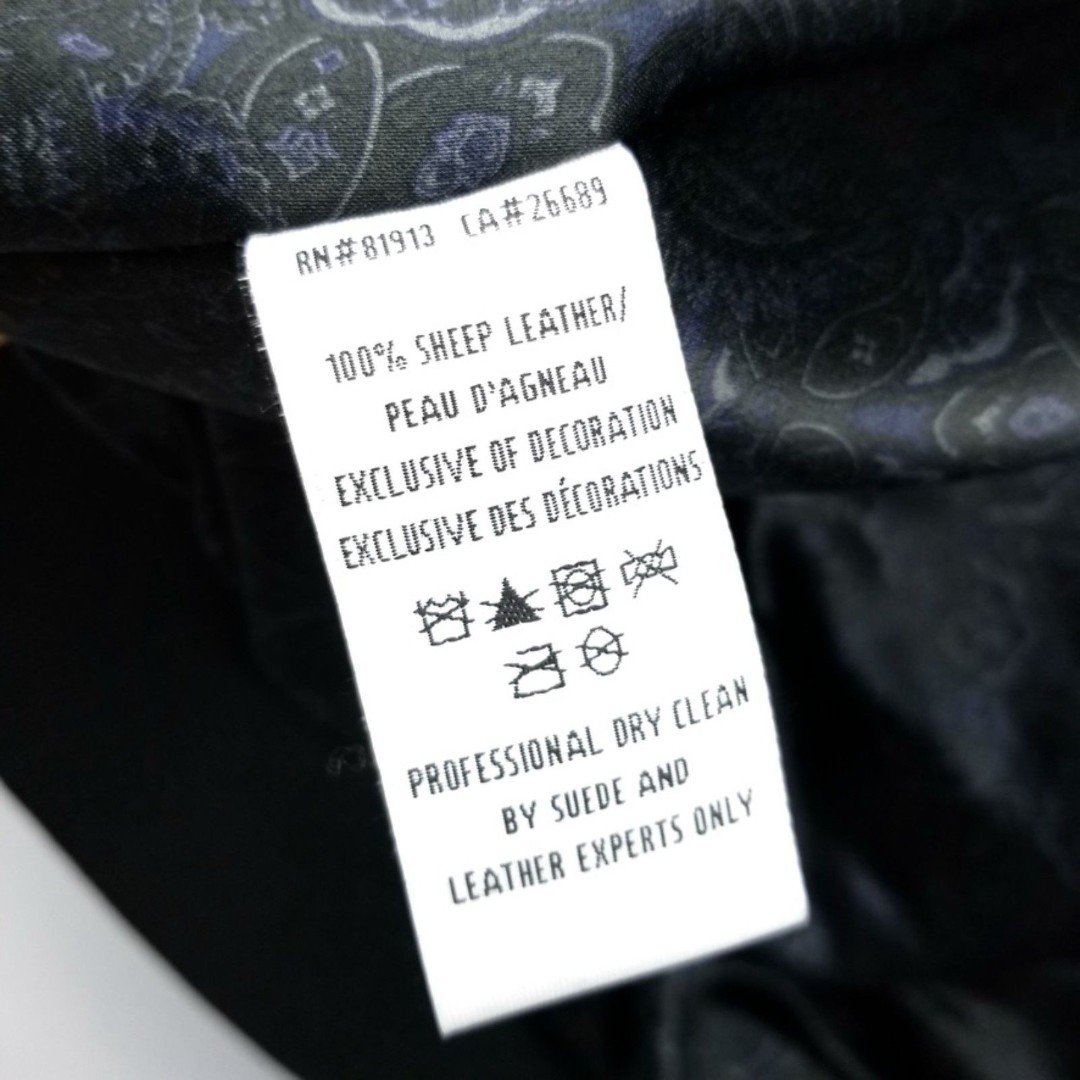 RN#81913 CA#26689
100% SHEEP LEATHER/
PEAU D'AGNEAU
EXCLUSIVE OF DECORATION
EXCLUSIVE DES DÉCORATIONS
PROFESSIONAL DRY CLEAN
BY SUEDE AND
LEATHER EXPERTS ONLY